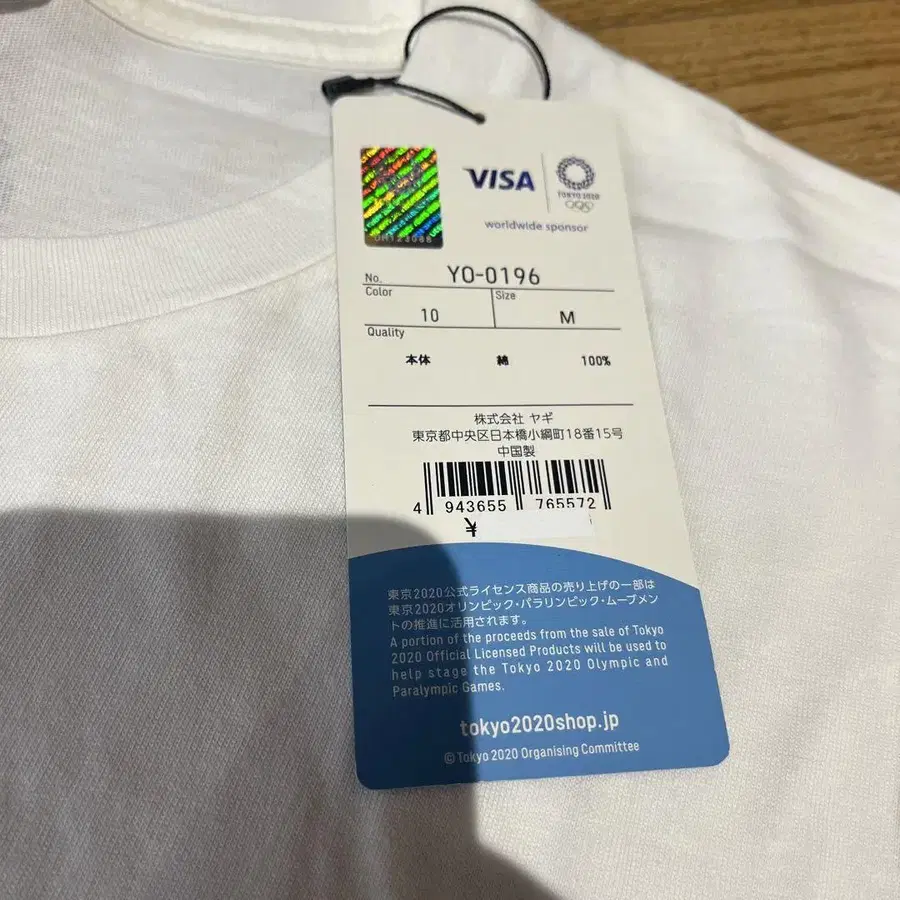 VISA
TOKYO 2020
worldwide sponsor
No. YO-0196
Color Size
10 M
Quality
本体 綿 100%
株式会社 ヤギ
東京都中央区日本橋小網町18番15号
中国製
4 943655 765572
¥
東京2020公式ライセンス商品の売り上げの一部は
東京2020オリンピック・パラリンピック・ムーブメン
トの推進に活用されます。
A portion of the proceeds from the sale of Tokyo
2020 Official Licensed Products will be used to
help stage the Tokyo 2020 Olympic and
Paralympic Games.
tokyo2020shop.jp
© Tokyo 2020 Organising Committee